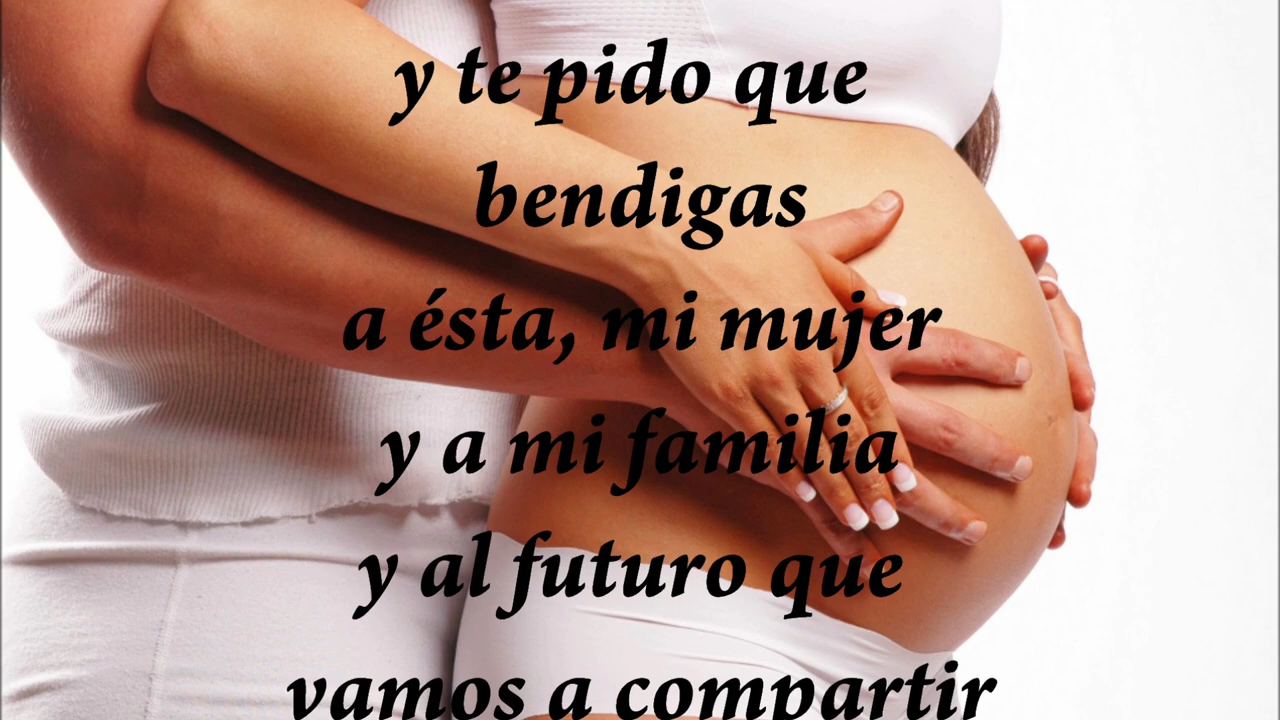 y te pido que
bendigas
a ésta, mi mujer
y a mi familia
y al futuro que
vamos a compartir